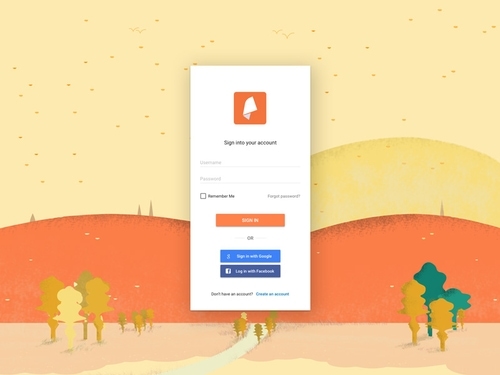 Sign into your account
Username
Password
Remember Me
Forgot password?
SIGN IN
OR
Sign in with Google
Log in with Facebook
Don't have an account? Create an account